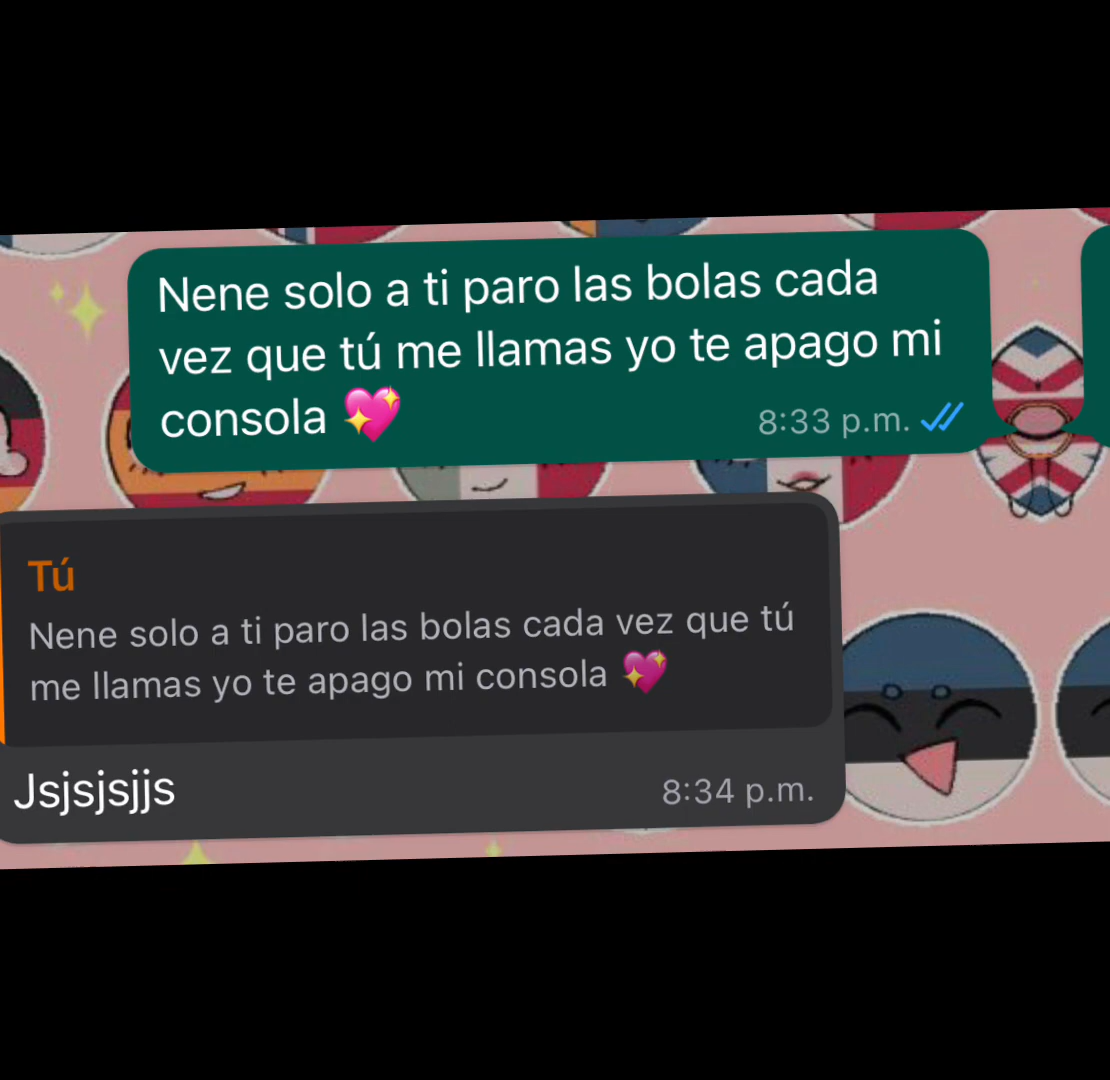 Nene solo a ti paro las bolas cada
vez que tú me llamas yo te apago mi
consola 💖
8:33 p.m.
Tú
Nene solo a ti paro las bolas cada vez que tú
me llamas yo te apago mi consola 💖
Jsjsjsjjs
8:34 p.m.